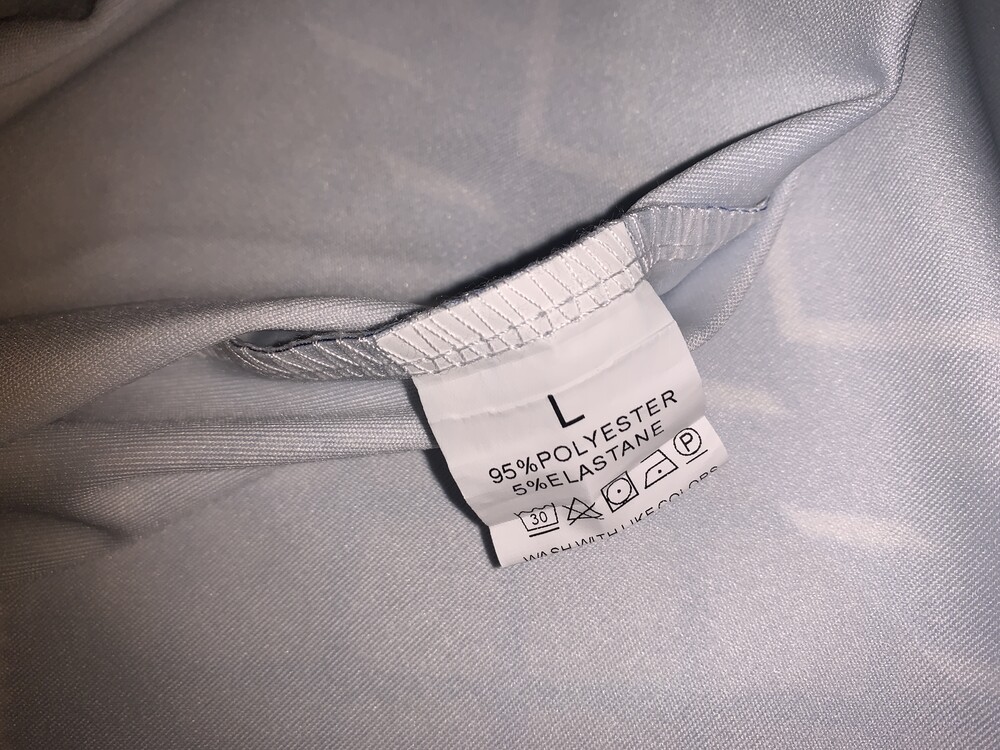 L
95%POLYESTER
5%ELASTANE
30 P
WASH WITH LIKE COLORS